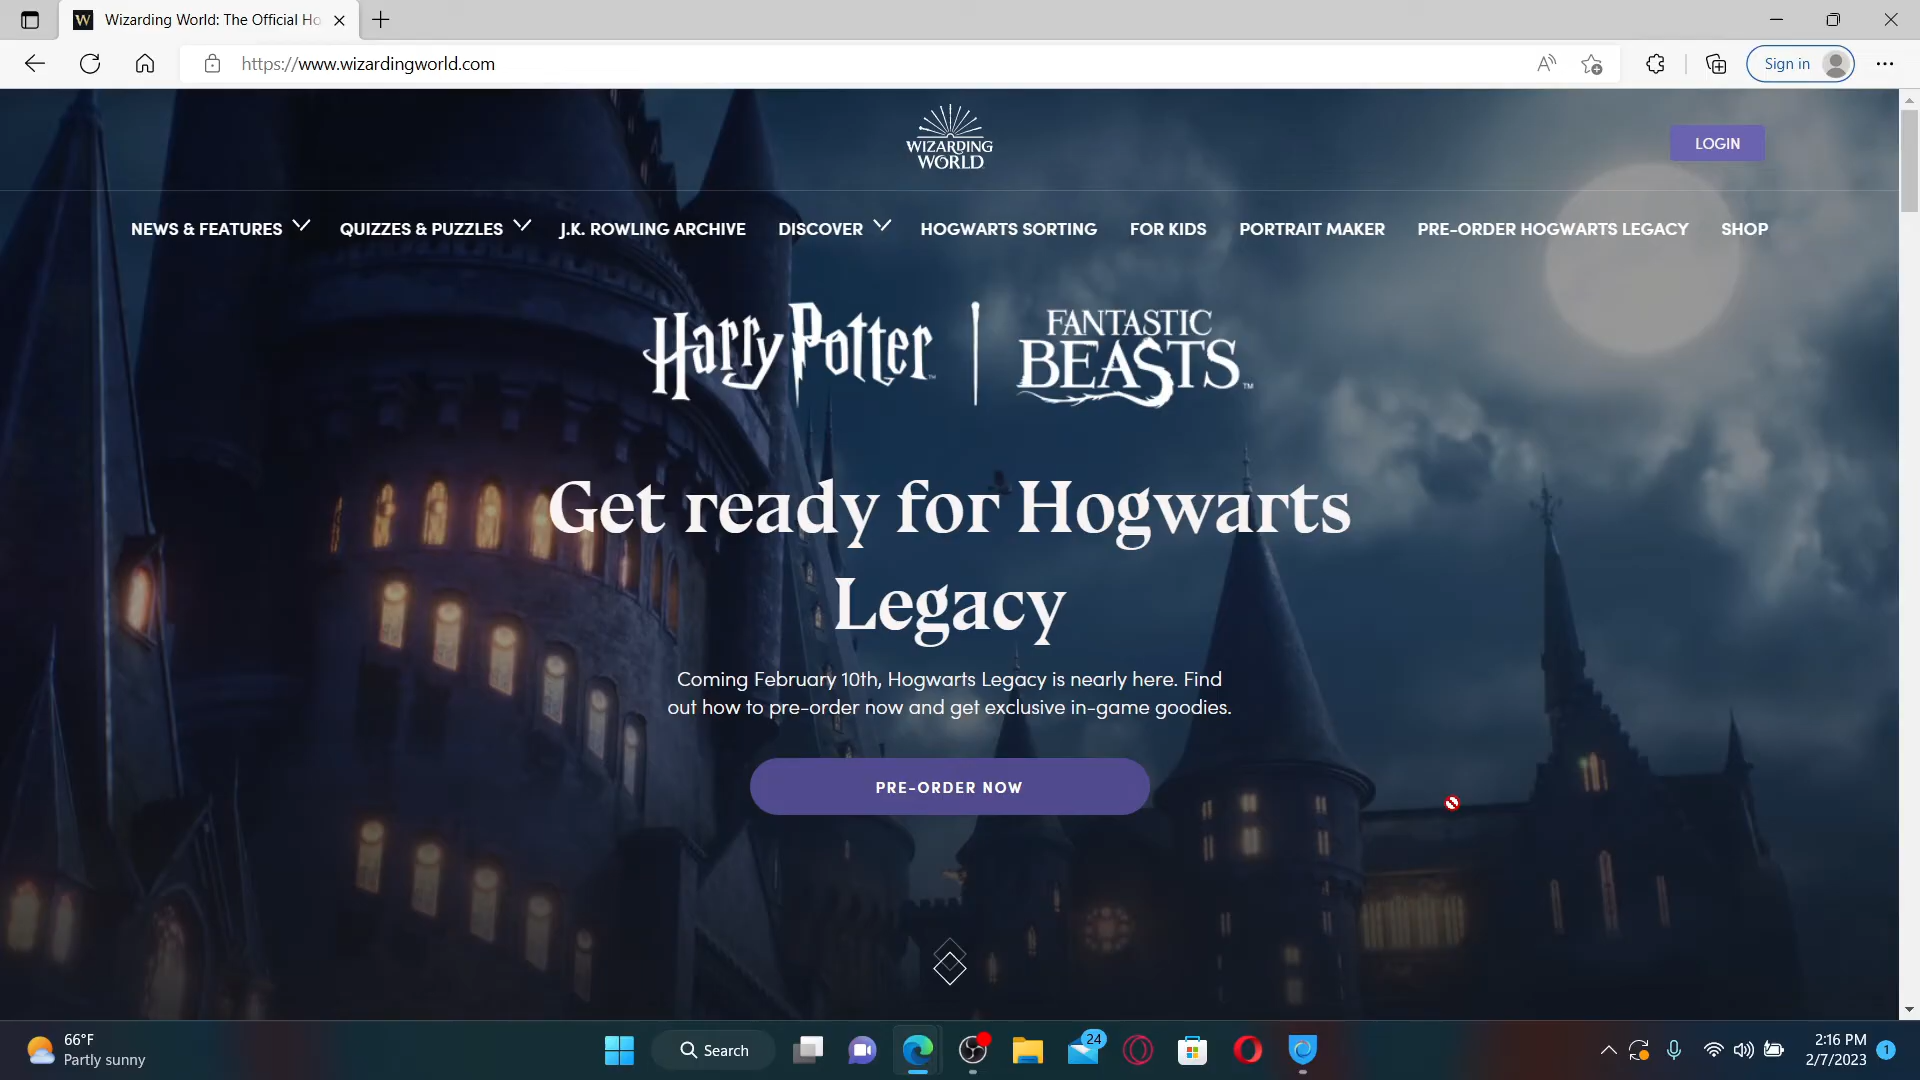 Wizarding World: The Official Ho
https://www.wizardingworld.com
Sign in
WIZARDING
WORLD
LOGIN
NEWS & FEATURES
QUIZZES & PUZZLES
J.K. ROWLING ARCHIVE
DISCOVER
HOGWARTS SORTING
FOR KIDS
PORTRAIT MAKER
PRE-ORDER HOGWARTS LEGACY
SHOP
Harry Potter™
FANTASTIC
BEASTS™
Get ready for Hogwarts
Legacy
Coming February 10th, Hogwarts Legacy is nearly here. Find
out how to pre-order now and get exclusive in-game goodies.
PRE-ORDER NOW
66°F
Partly sunny
Search
24
2:16 PM
2/7/2023
1